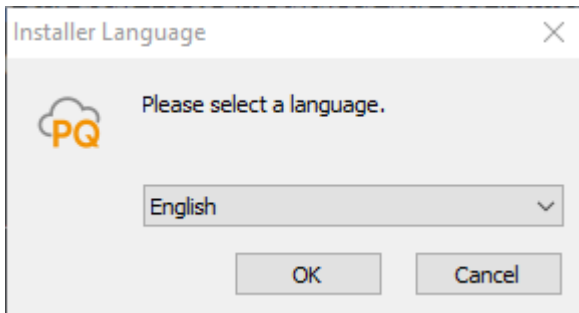 Installer Language
Please select a language.
PQ
English
OK
Cancel